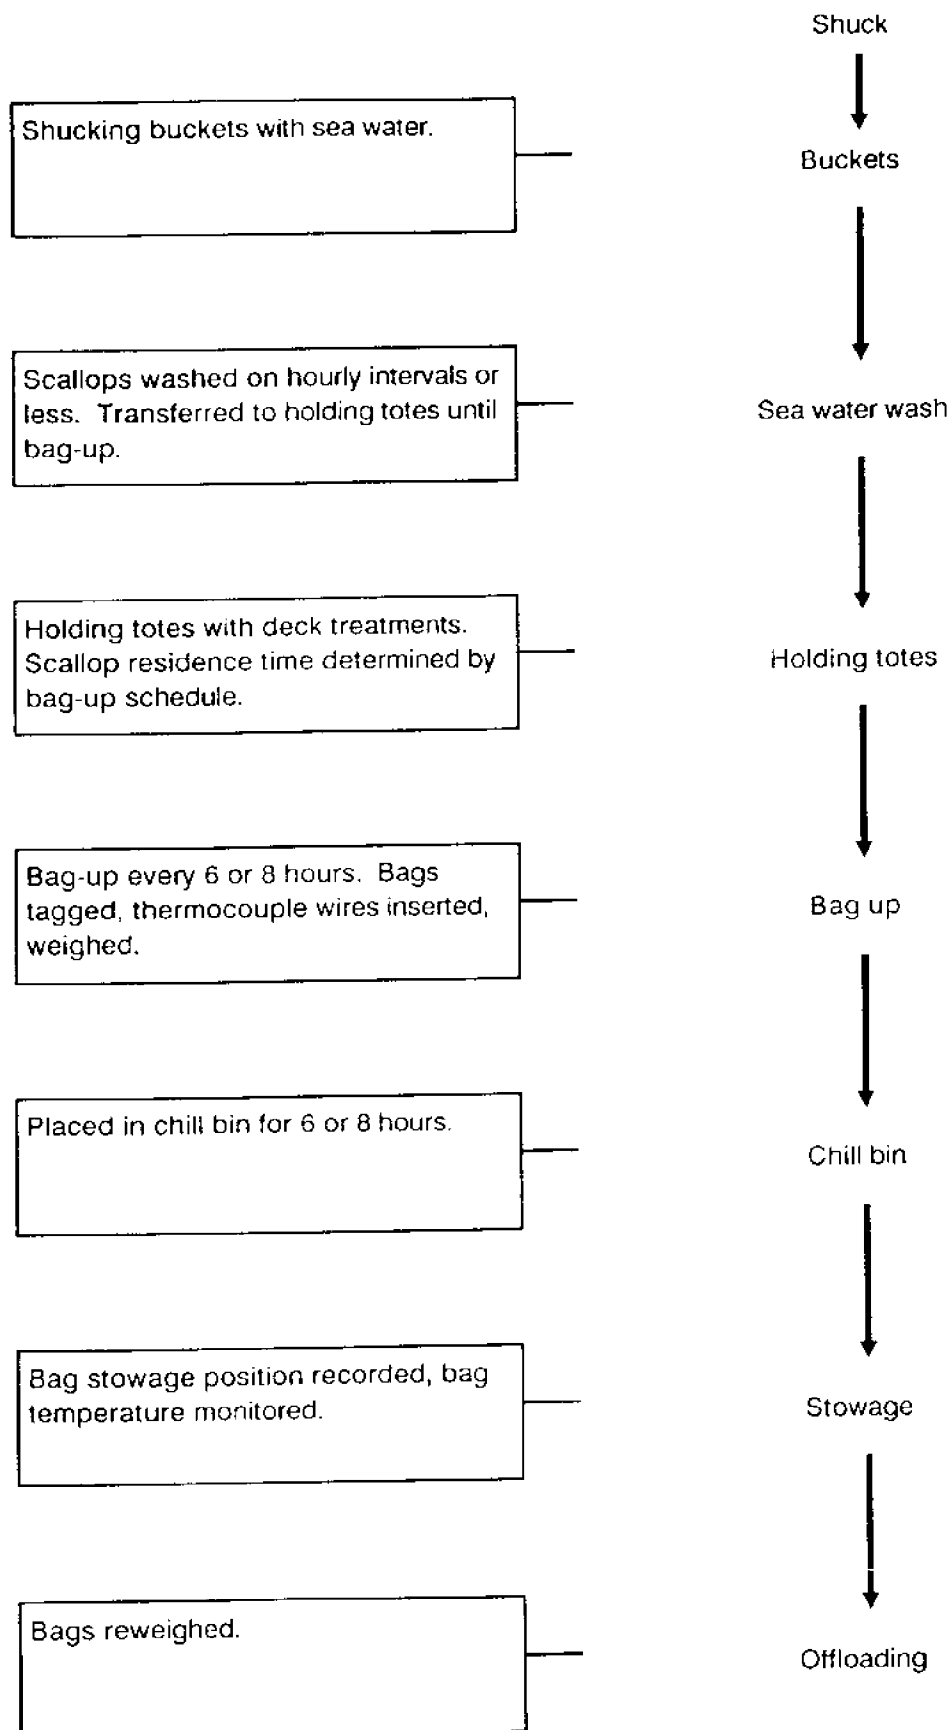 Shuck
Shucking buckets with sea water.
Buckets
Scallops washed on hourly intervals or
less. Transferred to holding totes until
bag-up.
Sea water wash
Holding totes with deck treatments.
Scallop residence time determined by
bag-up schedule.
Holding totes
Bag-up every 6 or 8 hours. Bags
tagged, thermocouple wires inserted,
weighed.
Bag up
Placed in chill bin for 6 or 8 hours.
Chill bin
Bag stowage position recorded, bag
temperature monitored.
Stowage
Bags reweighed.
Offloading